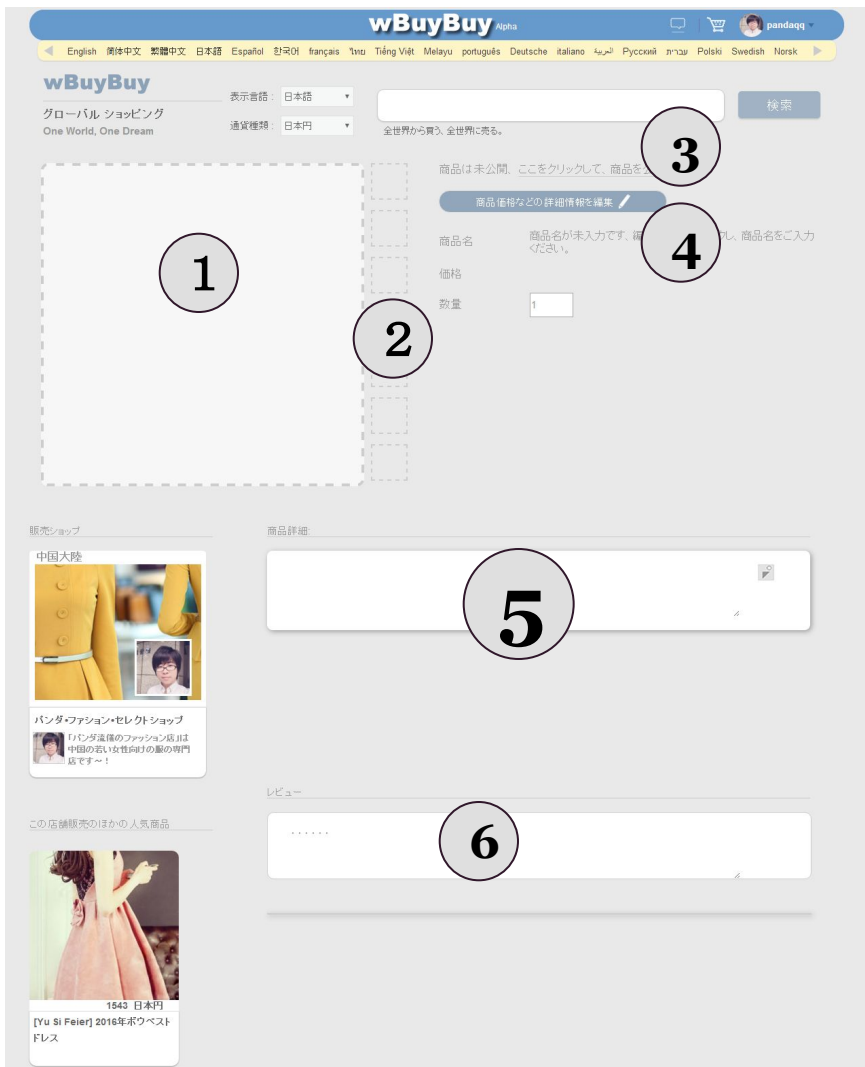 wBuyBuy Alpha
pandaqq
English 简体中文 繁體中文 日本語 Español 한국어 français ไทย Tiếng Việt Melayu português Deutsche italiano العربية Русский עברית Polski Swedish Norsk
wBuyBuy
グローバル ショッピング
One World, One Dream
表示言語 : 日本語
通貨種類 : 日本円
検索
全世界から買う、全世界に売る。
商品は未公開、ここをクリックして、商品を
3
商品価格などの詳細情報を編集
商品名
商品名が未入力です、
し、商品名をご入力
ください。
4
1
価格
数量
1
2
販売ショップ
商品詳細:
中国大陸
5
パンダ・ファション・セレクトショップ
「パンダ流儀のファッション店」は
中国の若い女性向けの服の専門
店です～！
レビュー
......
6
この店舗販売のほかの人気商品
1543 日本円
[Yu Si Feier] 2016年ボウベスト
ドレス